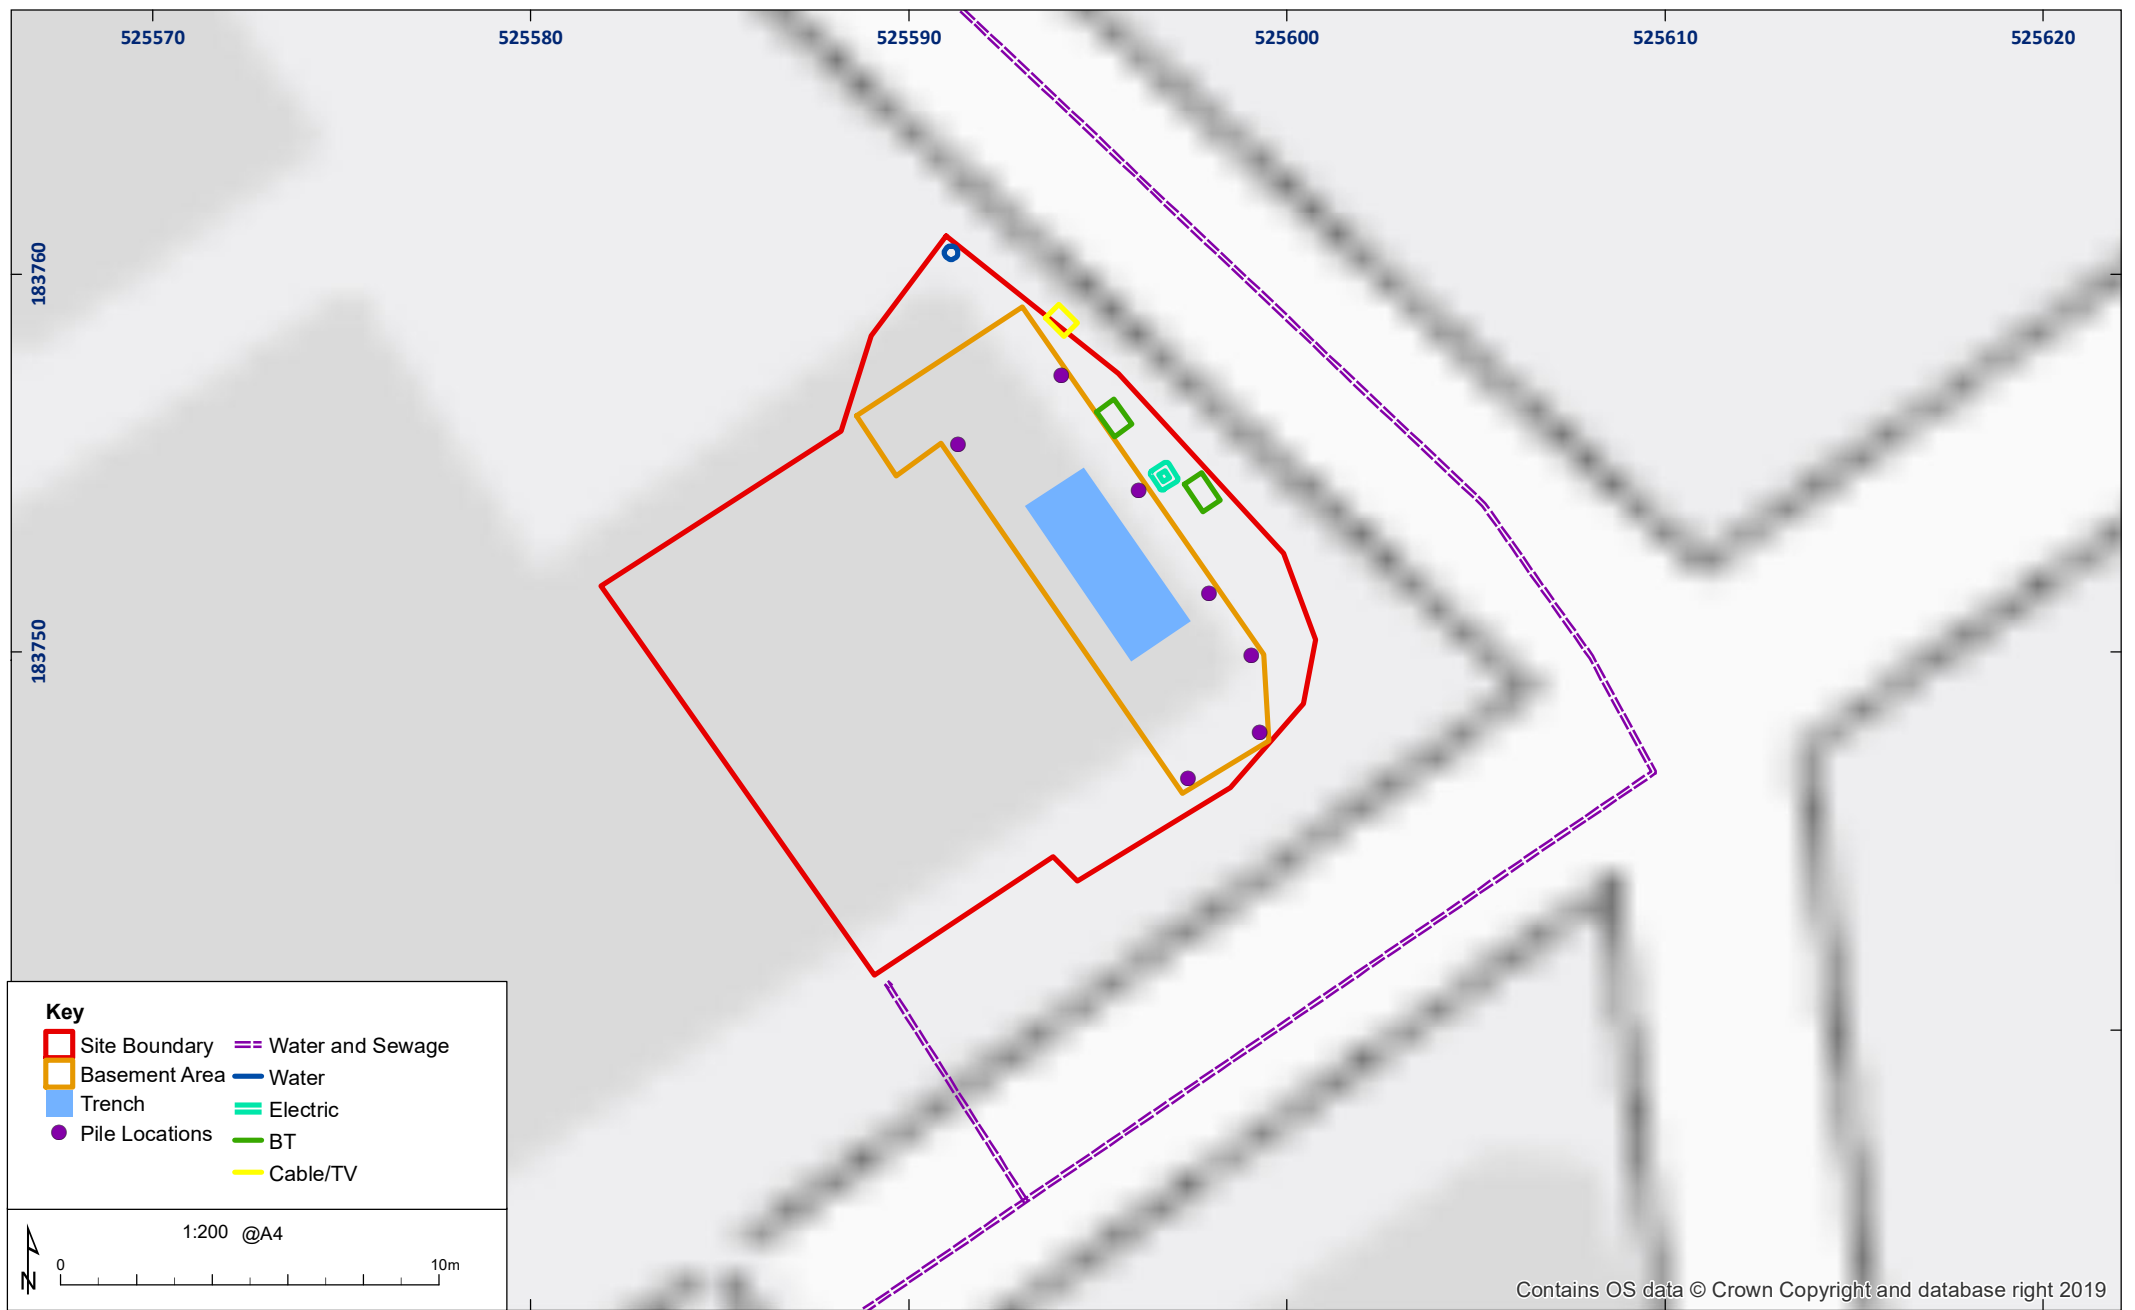 525570 525580 525590 525600 525610 525620
183760
183750
Key
Site Boundary
Basement Area
Trench
Pile Locations
Water and Sewage
Water
Electric
BT
Cable/TV
1:200 @A4
N
0 10m
Contains OS data © Crown Copyright and database right 2019